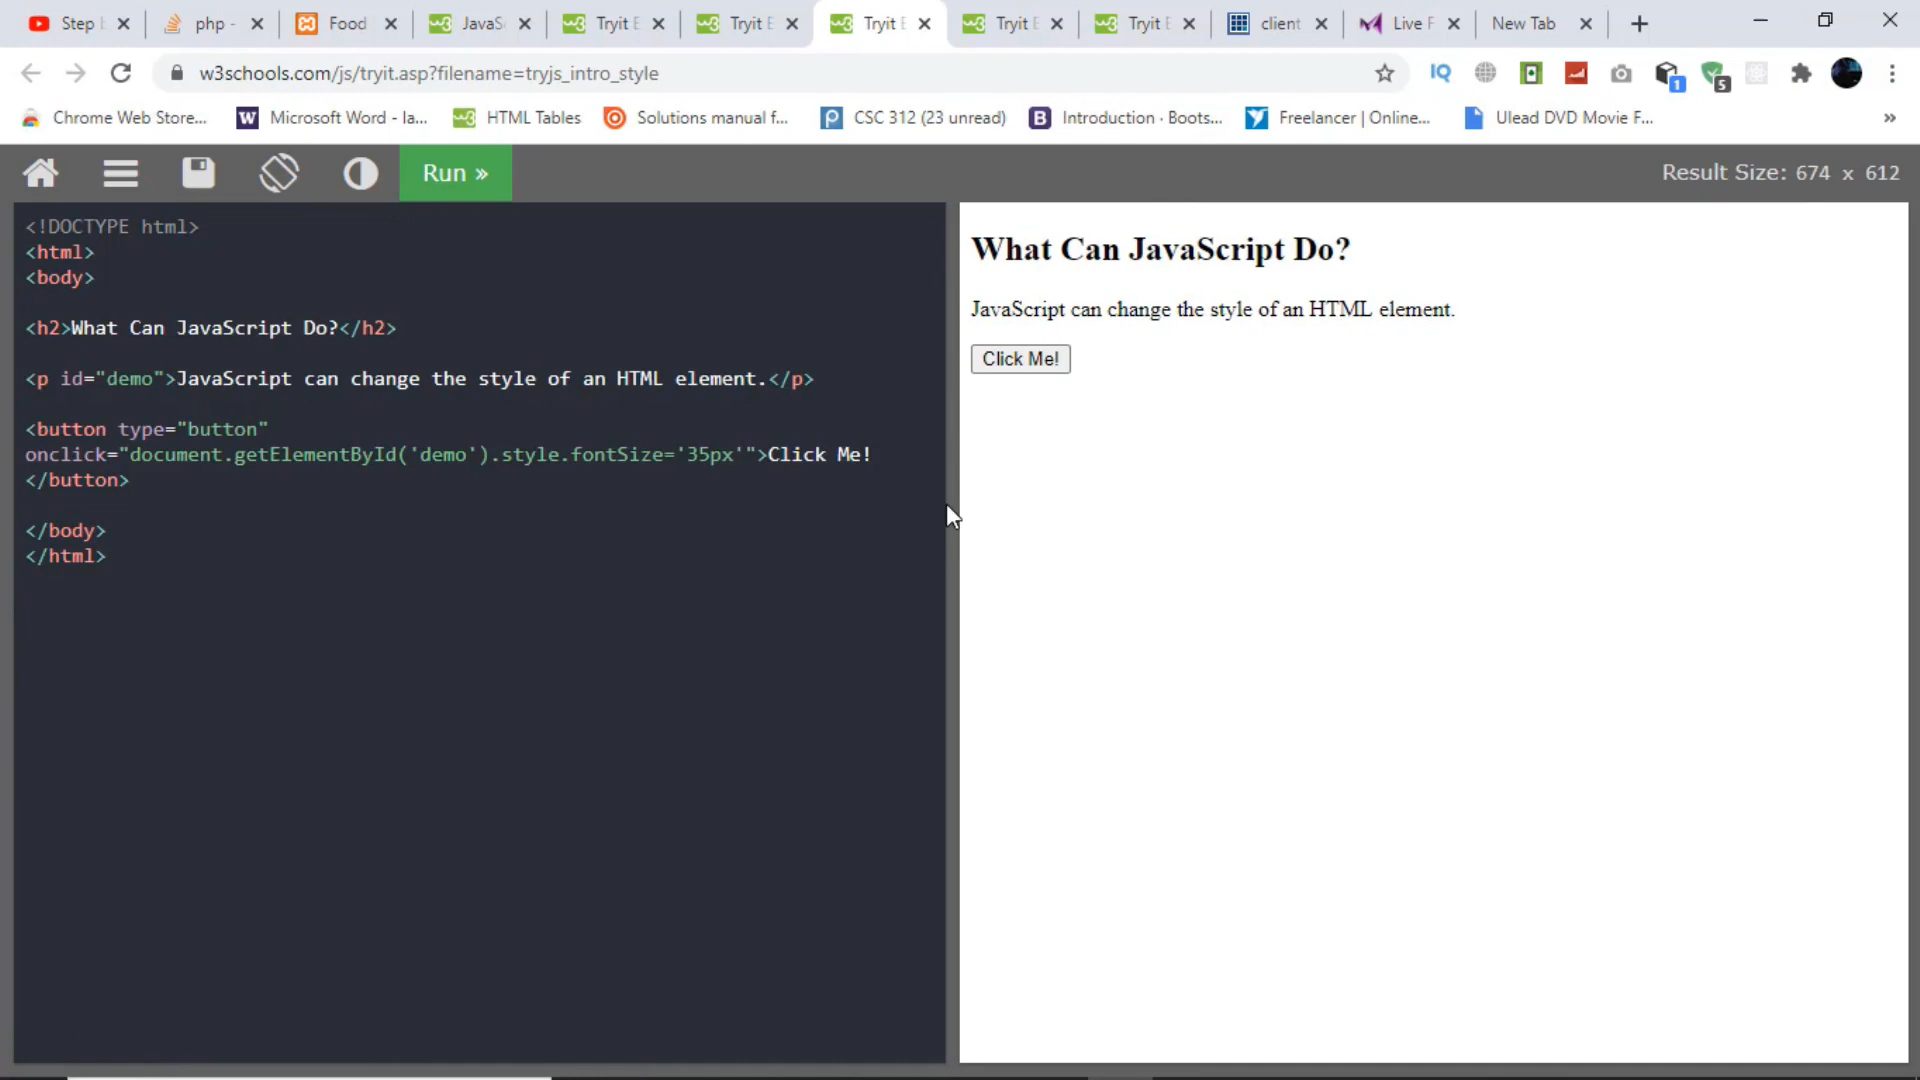 Step b
php -
Food
JavaSc
Tryit E
Tryit E
Tryit E
Tryit E
Tryit E
client
Live F
New Tab
w3schools.com/js/tryit.asp?filename=tryjs_intro_style
IQ
1
5
Chrome Web Store...
W Microsoft Word - la...
HTML Tables
Solutions manual f...
CSC 312 (23 unread)
B Introduction · Boots...
Freelancer | Online...
Ulead DVD Movie F...
»
Run »
Result Size: 674 x 612
<!DOCTYPE html>
<html>
<body>
<h2>What Can JavaScript Do?</h2>
<p id="demo">JavaScript can change the style of an HTML element.</p>
<button type="button"
onclick="document.getElementById('demo').style.fontSize='35px'">Click Me!
</button>
</body>
</html>
What Can JavaScript Do?
JavaScript can change the style of an HTML element.
Click Me!